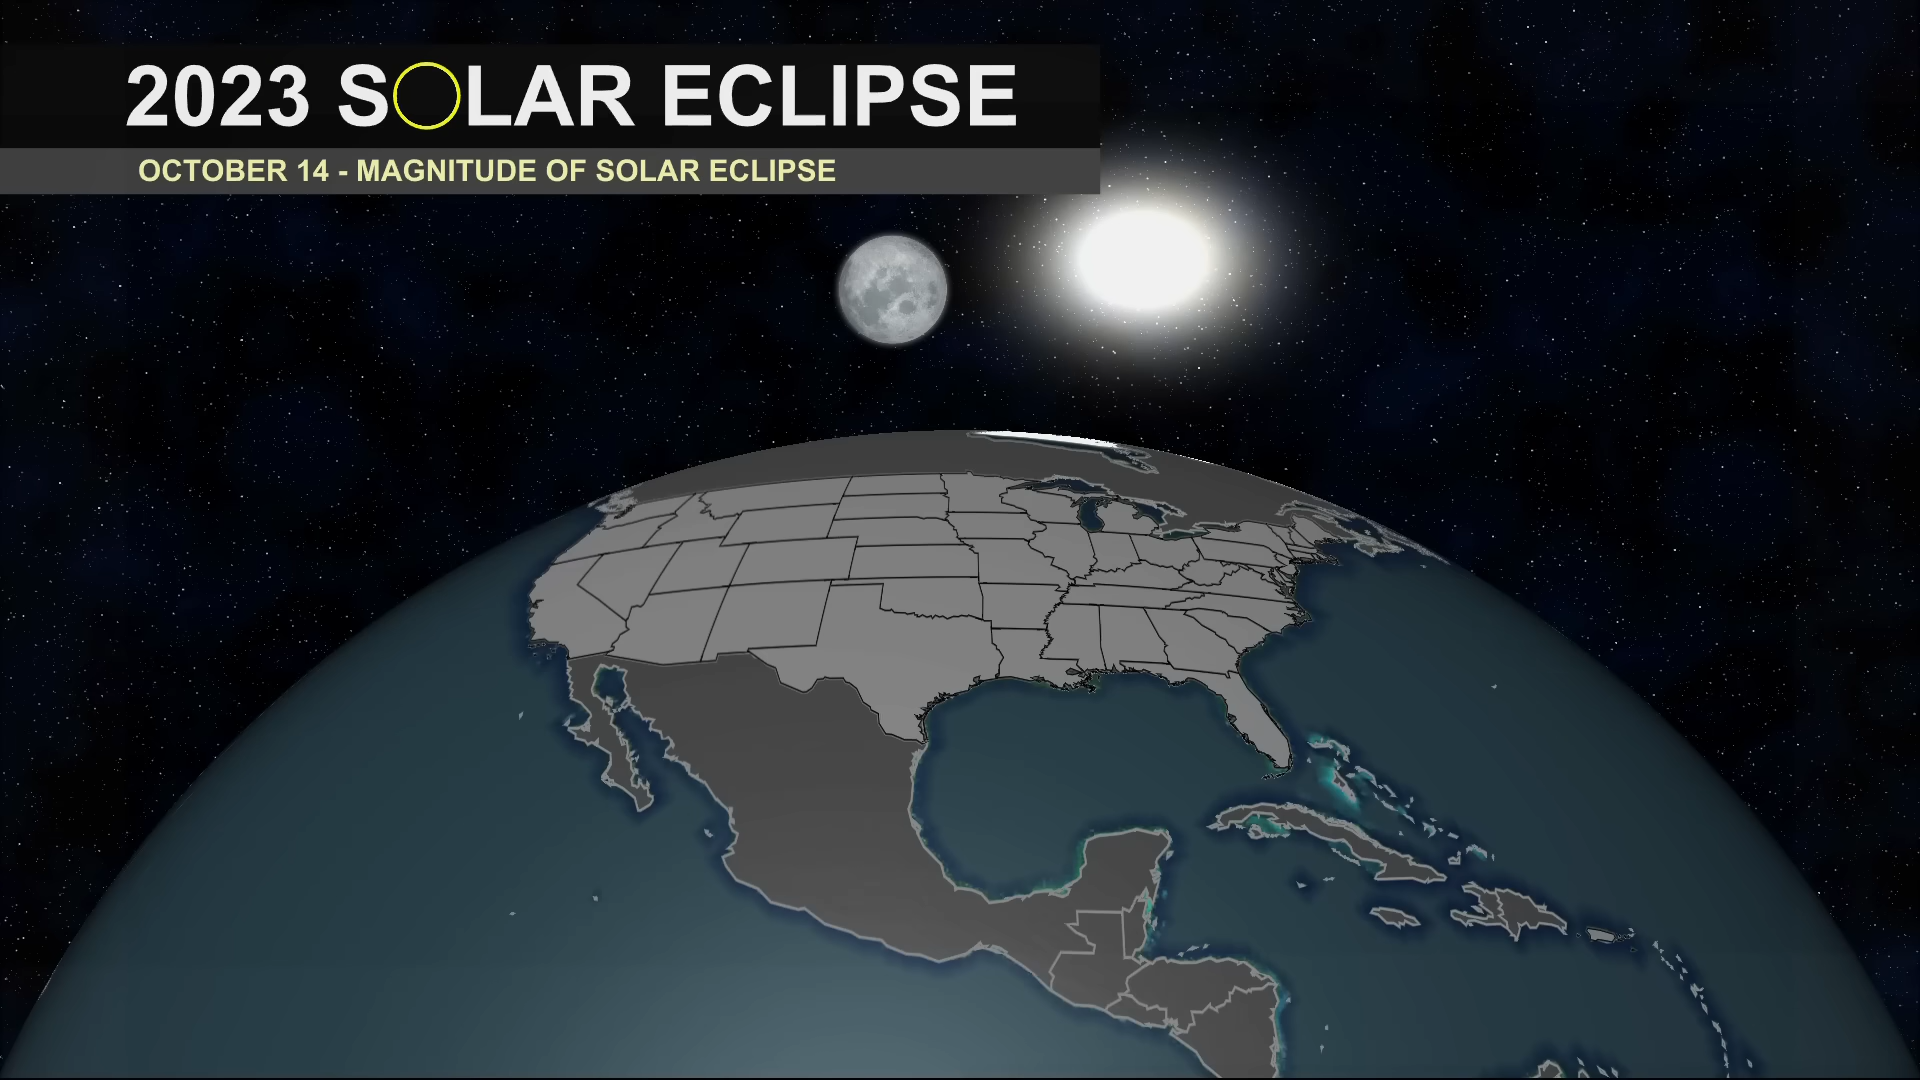 2023 SOLAR ECLIPSE
OCTOBER 14 - MAGNITUDE OF SOLAR ECLIPSE